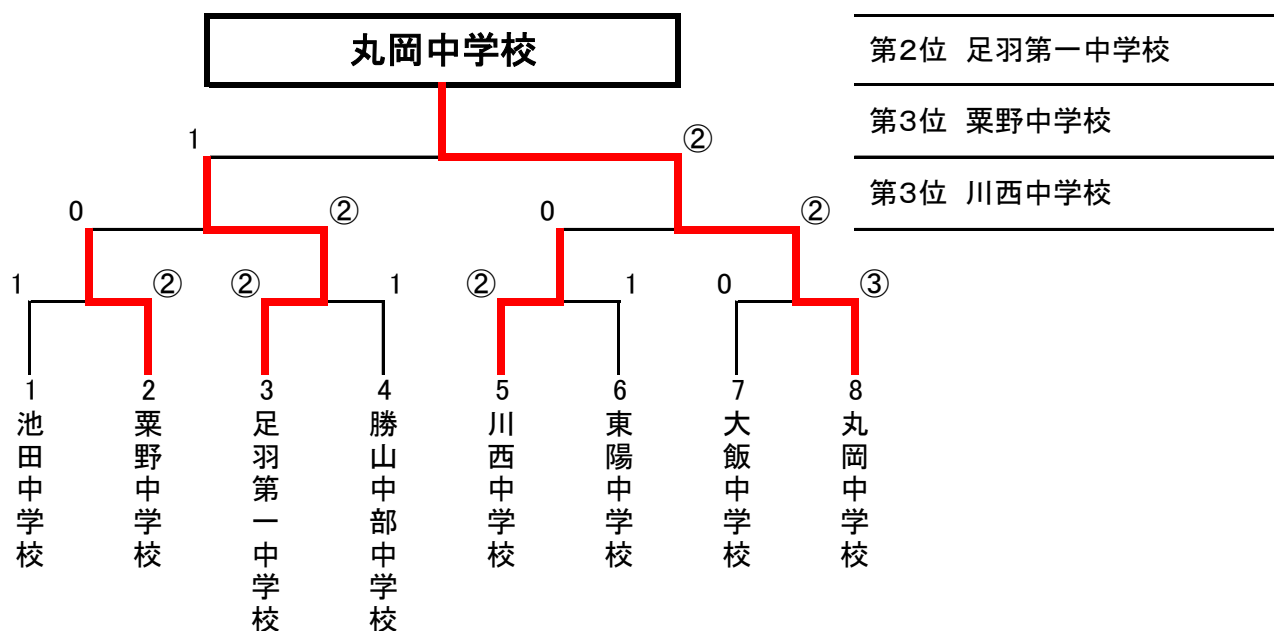 丸岡中学校
第2位 足羽第一中学校
第3位 粟野中学校
第3位 川西中学校
1
②
0
②
0
②
1
②
②
1
②
1
0
③
1
2
3
4
5
6
7
8
池田中学校
粟野中学校
足羽第一中学校
勝山中部中学校
川西中学校
東陽中学校
大飯中学校
丸岡中学校